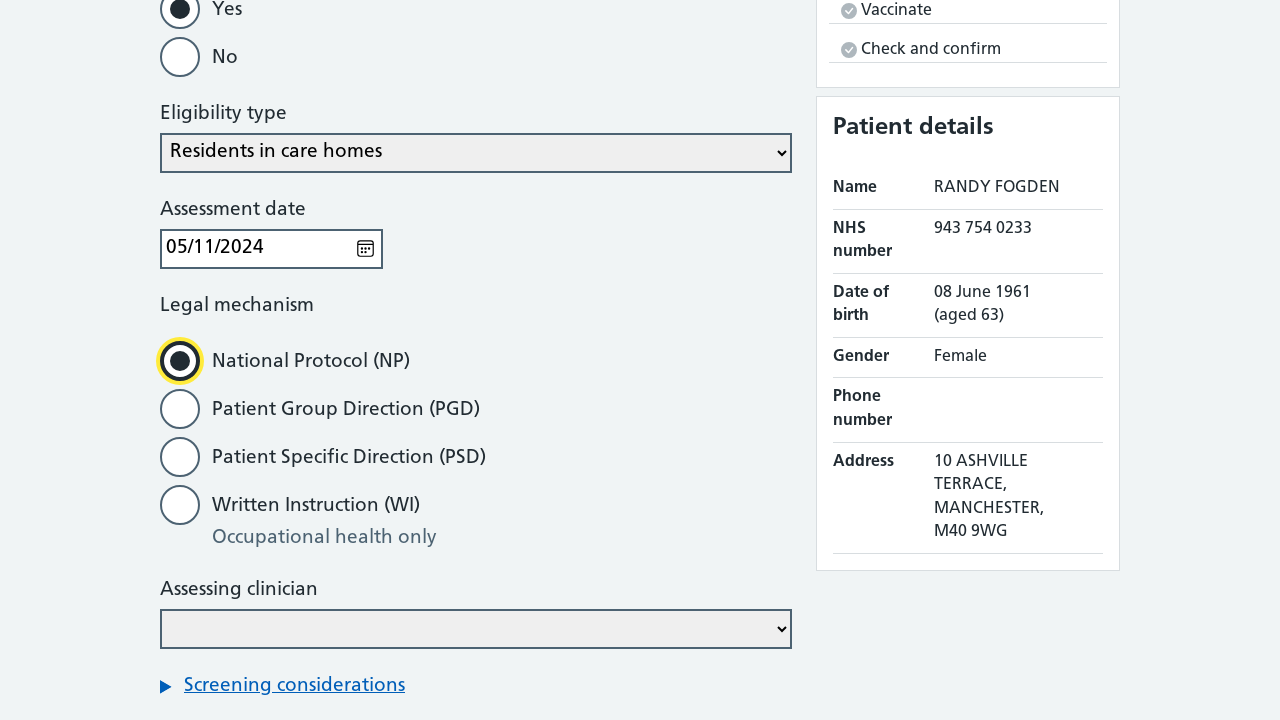 Yes
No
Eligibility type
Residents in care homes
Assessment date
05/11/2024
Legal mechanism
National Protocol (NP)
Patient Group Direction (PGD)
Patient Specific Direction (PSD)
Written Instruction (WI)
Occupational health only
Assessing clinician
Screening considerations
Vaccinate
Check and confirm
Patient details
Name RANDY FOGDEN
NHS number 943 754 0233
Date of birth 08 June 1961 (aged 63)
Gender Female
Phone number
Address 10 ASHVILLE
TERRACE,
MANCHESTER,
M40 9WG